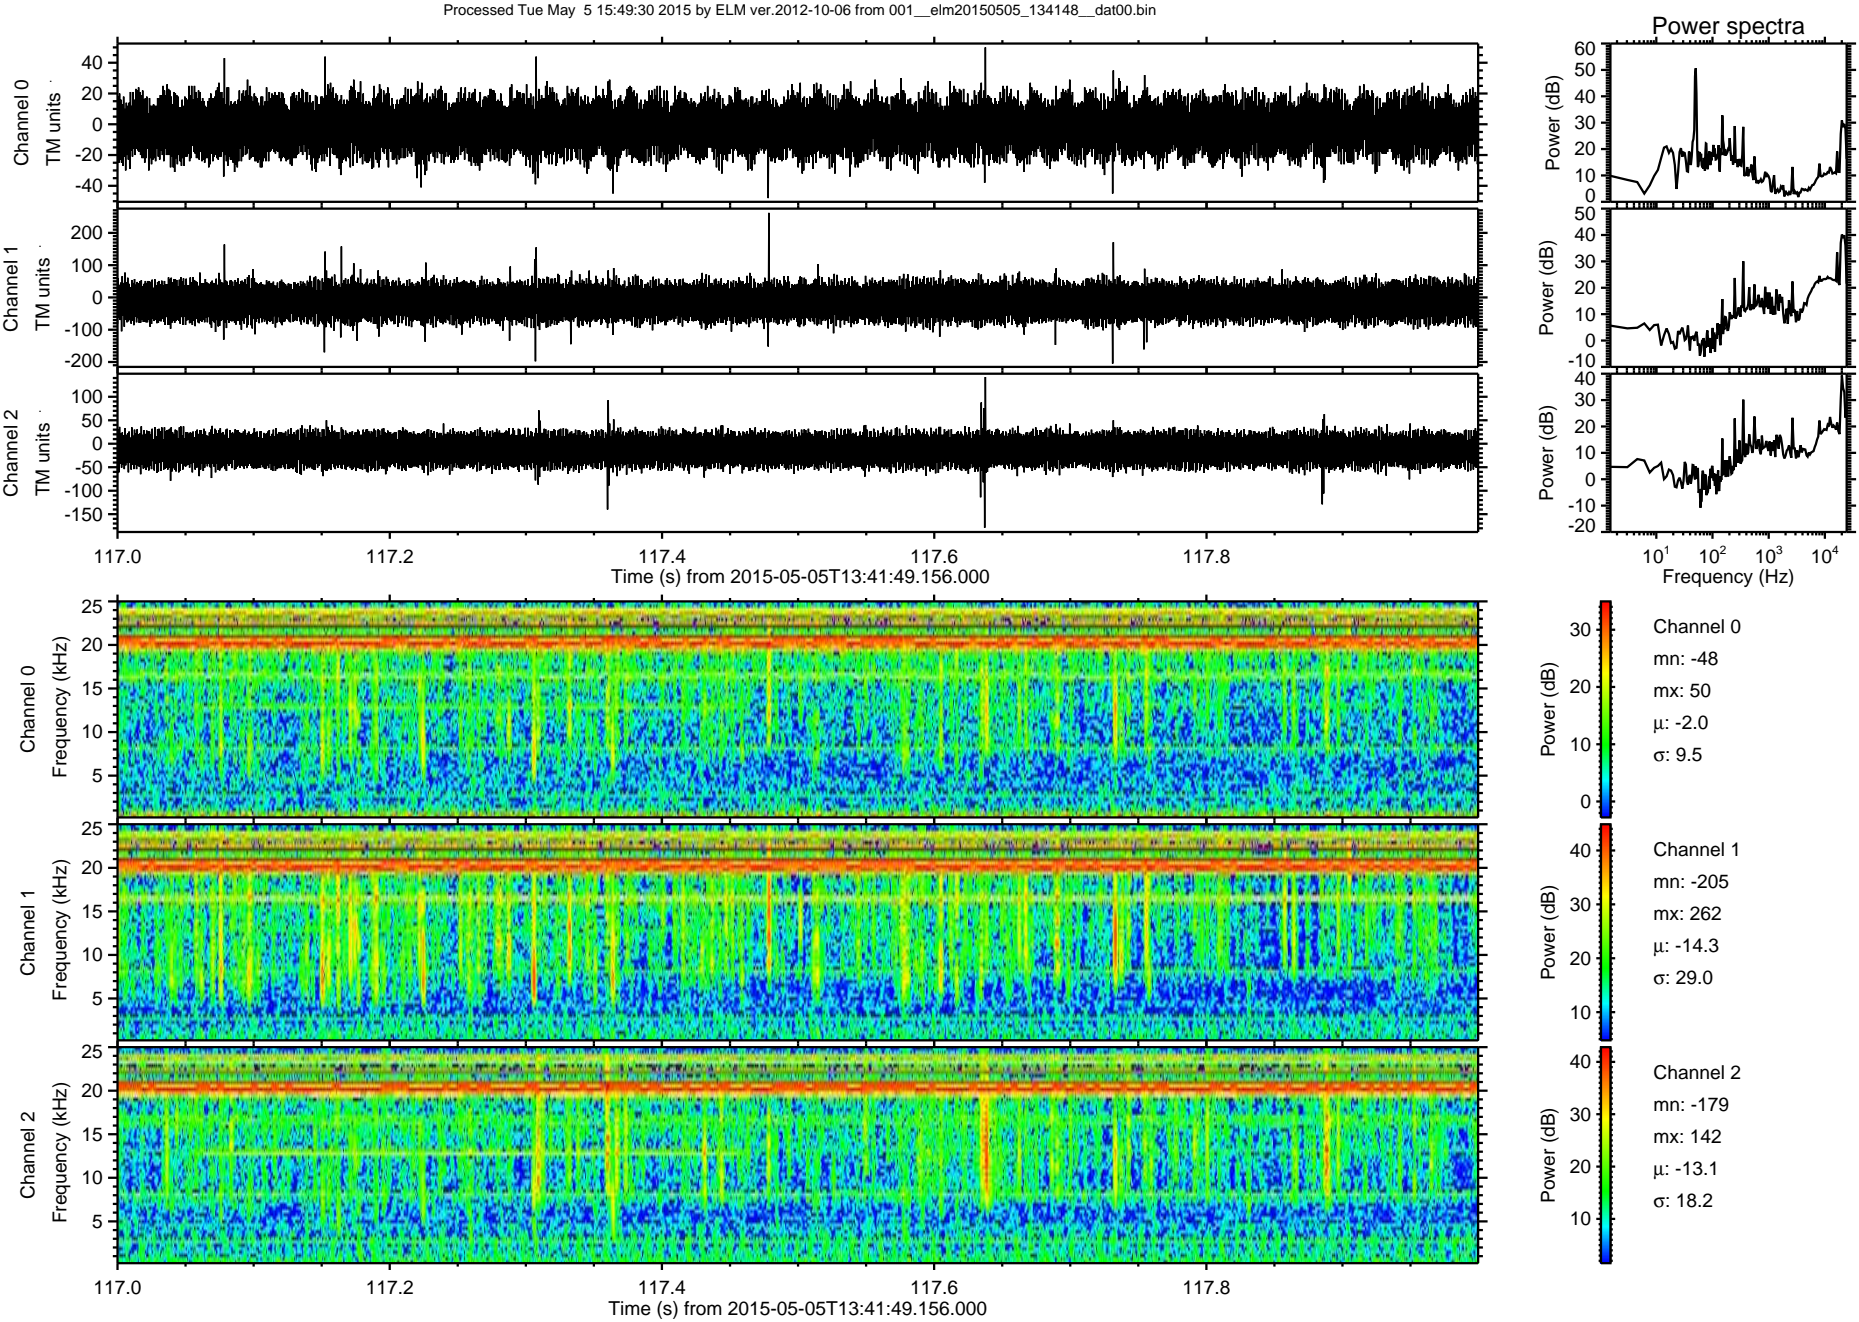 Processed Tue May  5 15:49:30 2015 by ELM ver.2012-10-06 from 001__elm20150505_134148__dat00.bin
Power spectra
Channel 0
TM units
40
20
0
-20
-40
Power (dB)
60
50
40
30
20
10
0
Channel 1
TM units
200
100
0
-100
-200
Power (dB)
50
40
30
20
10
0
-10
Channel 2
TM units
100
50
0
-50
-100
-150
Power (dB)
40
30
20
10
0
-10
-20
117.0 117.2 117.4 117.6 117.8
Time (s) from 2015-05-05T13:41:49.156.000
10^1 10^2 10^3 10^4
Frequency (Hz)
Channel 0
Frequency (kHz)
25
20
15
10
5
Power (dB)
30
20
10
0
Channel 0
mn: -48
mx: 50
µ: -2.0
σ: 9.5
Channel 1
Frequency (kHz)
25
20
15
10
5
Power (dB)
40
30
20
10
Channel 1
mn: -205
mx: 262
µ: -14.3
σ: 29.0
Channel 2
Frequency (kHz)
25
20
15
10
5
Power (dB)
40
30
20
10
Channel 2
mn: -179
mx: 142
µ: -13.1
σ: 18.2
117.0 117.2 117.4 117.6 117.8
Time (s) from 2015-05-05T13:41:49.156.000